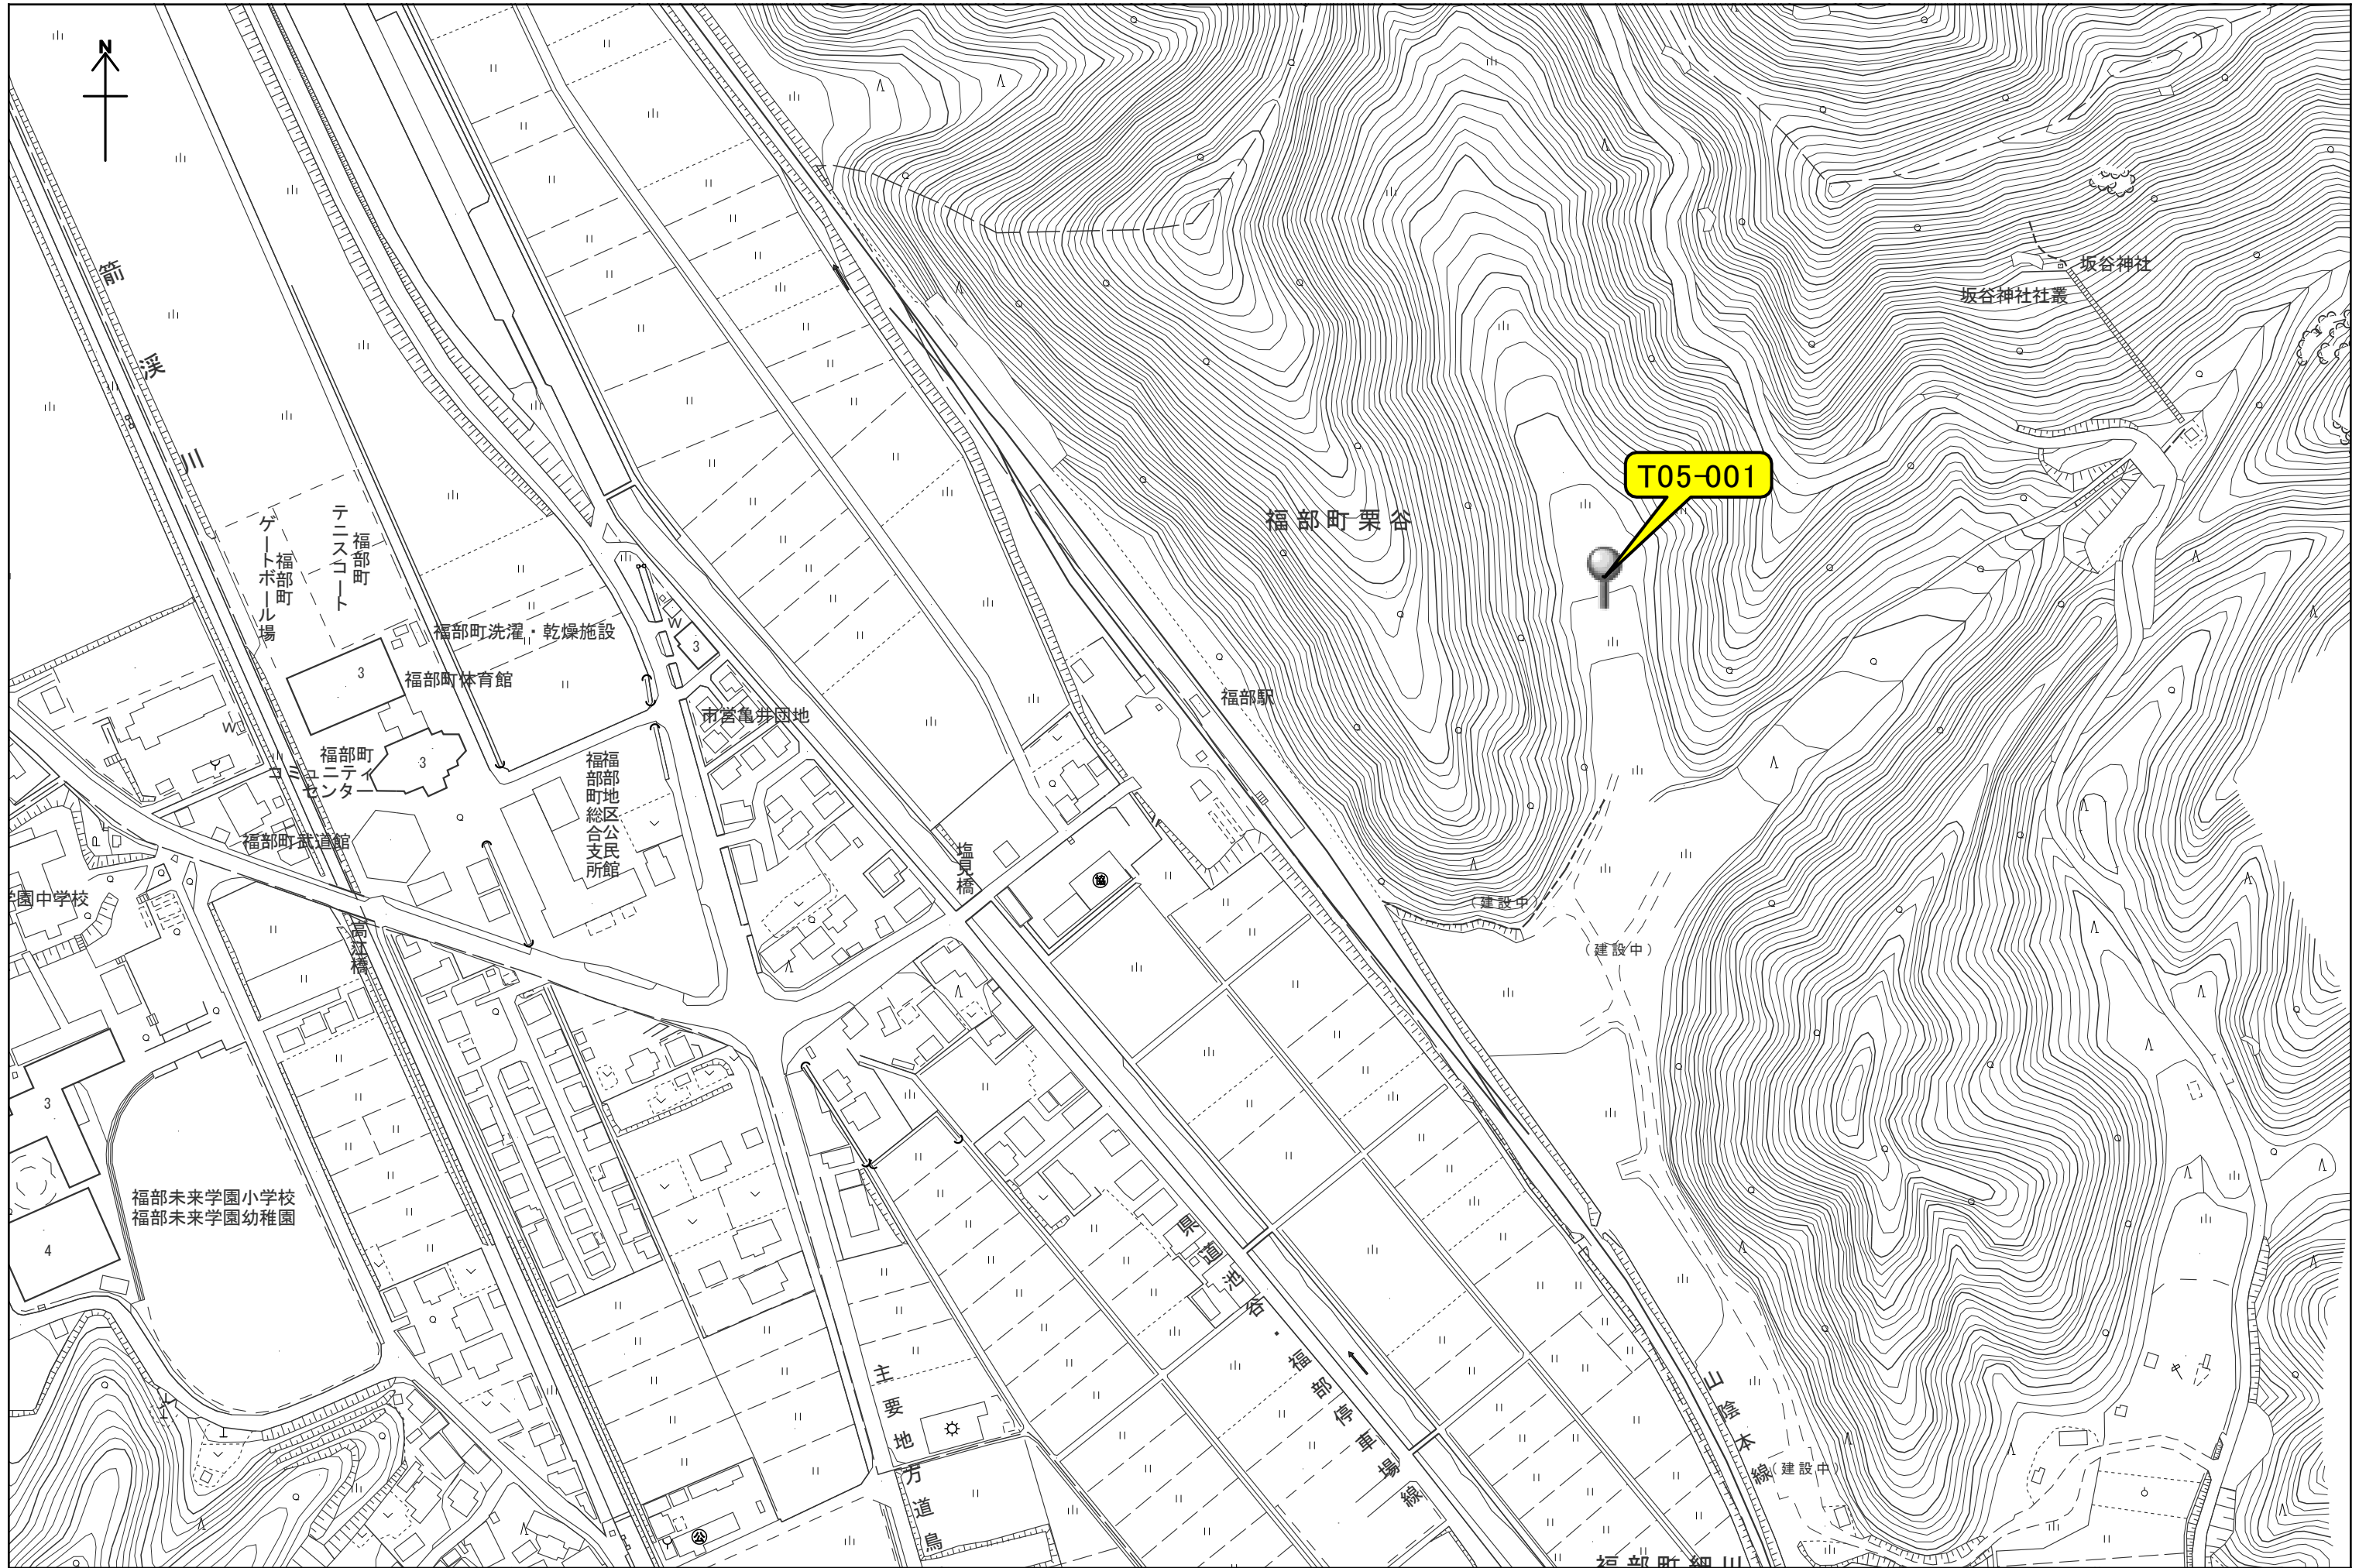 N
箭渓川
坂谷神社
坂谷神社社叢
T05-001
福部町栗谷
福部町
テニスコート
福部町
ゲートボール場
福部町洗濯・乾燥施設
3
3
福部町体育館
W
W
福部駅
市営亀井団地
福部町
コミュニティ
センター
3
福部地区公民館
福部町総合支所
福部町武道館
塩見橋
P
協
学園中学校
高江橋
(建設中)
(建設中)
3
福部未来学園小学校
福部未来学園幼稚園
4
県道池谷・福部停車場線
主要地方道鳥
山陰本線
(建設中)
公
福部町細川